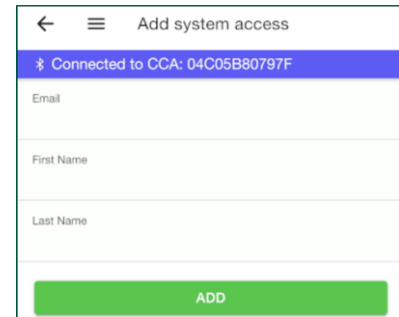 Add system access
Connected to CCA: 04C05B80797F
Email
First Name
Last Name
ADD